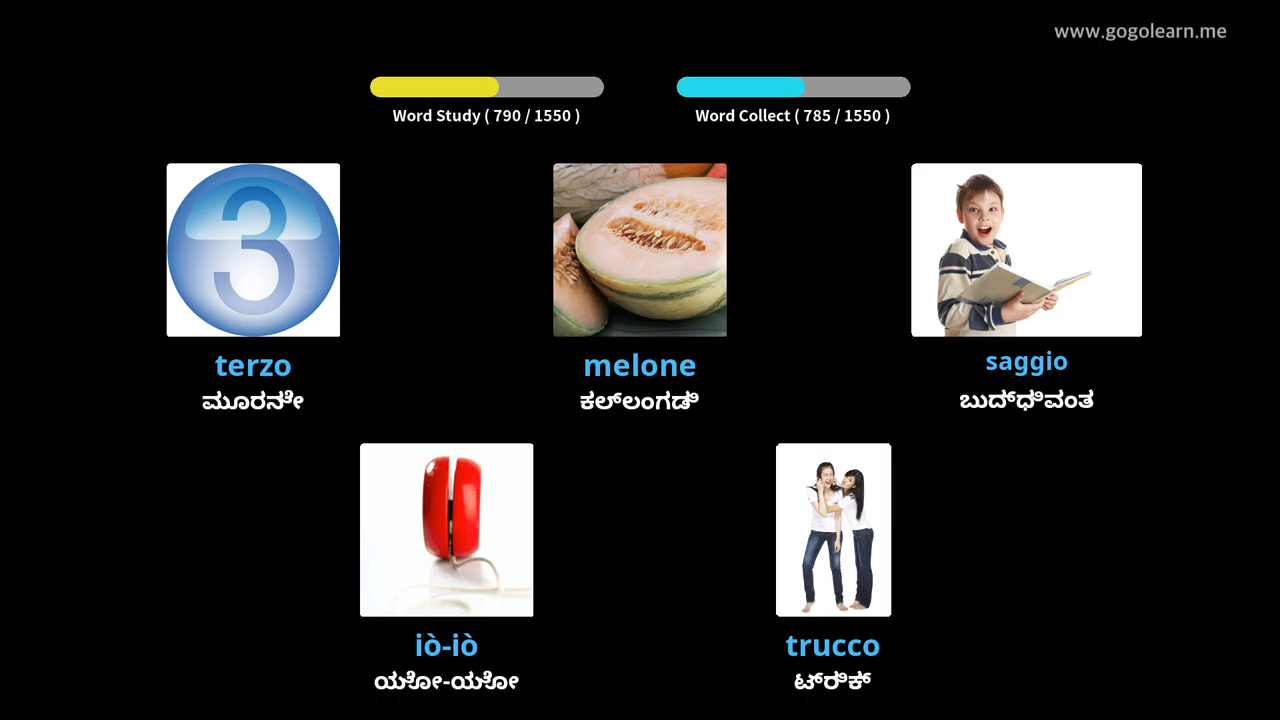 www.gogolearn.me
Word Study ( 790 / 1550 )
Word Collect ( 785 / 1550 )
3
terzo
ಮೂರನೇ
melone
ಕಲ್ಲಂಗಡಿ
saggio
ಬುದ್ಧಿವಂತ
iò-iò
ಯೋ-ಯೋ
trucco
ಟ್ರಿಕ್